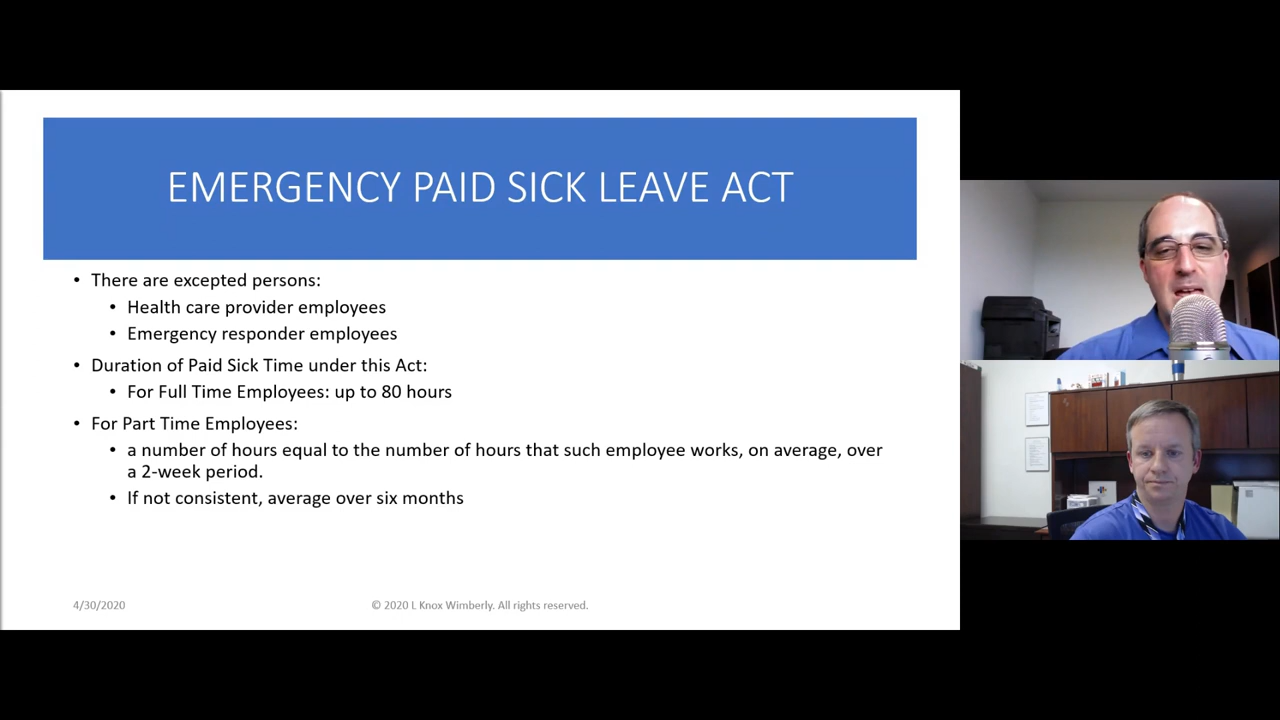 EMERGENCY PAID SICK LEAVE ACT
• There are excepted persons:
• Health care provider employees
• Emergency responder employees
• Duration of Paid Sick Time under this Act:
• For Full Time Employees: up to 80 hours
• For Part Time Employees:
• a number of hours equal to the number of hours that such employee works, on average, over
a 2-week period.
• If not consistent, average over six months
4/30/2020
© 2020 L Knox Wimberly. All rights reserved.